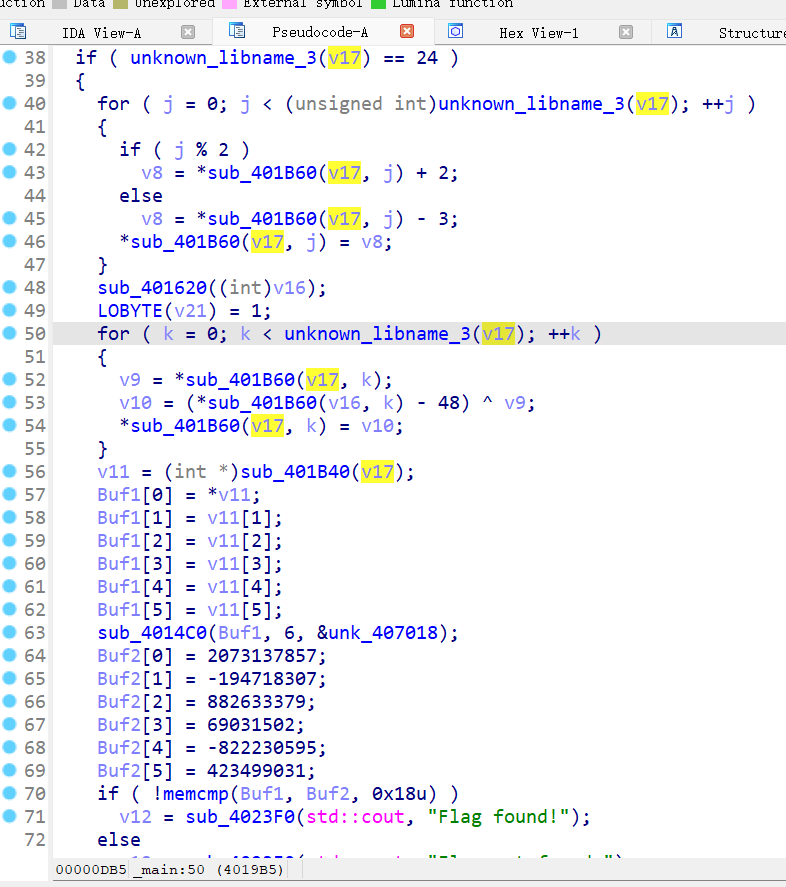 Data Unexplored External symbol Lumina function
IDA View-A Pseudocode-A Hex View-1 A Structure
38 if ( unknown_libname_3(v17) == 24 )
39 {
40 for ( j = 0; j < (unsigned int)unknown_libname_3(v17); ++j )
41 {
42 if ( j % 2 )
43 v8 = *sub_401B60(v17, j) + 2;
44 else
45 v8 = *sub_401B60(v17, j) - 3;
46 *sub_401B60(v17, j) = v8;
47 }
48 sub_401620((int)v16);
49 LOBYTE(v21) = 1;
50 for ( k = 0; k < unknown_libname_3(v17); ++k )
51 {
52 v9 = *sub_401B60(v17, k);
53 v10 = (*sub_401B60(v16, k) - 48) ^ v9;
54 *sub_401B60(v17, k) = v10;
55 }
56 v11 = (int *)sub_401B40(v17);
57 Buf1[0] = *v11;
58 Buf1[1] = v11[1];
59 Buf1[2] = v11[2];
60 Buf1[3] = v11[3];
61 Buf1[4] = v11[4];
62 Buf1[5] = v11[5];
63 sub_4014C0(Buf1, 6, &unk_407018);
64 Buf2[0] = 2073137857;
65 Buf2[1] = -194718307;
66 Buf2[2] = 882633379;
67 Buf2[3] = 69031502;
68 Buf2[4] = -822230595;
69 Buf2[5] = 423499031;
70 if ( !memcmp(Buf1, Buf2, 0x18u) )
71 v12 = sub_4023F0(std::cout, "Flag found!");
72 else
00000DB5 _main:50 (4019B5)